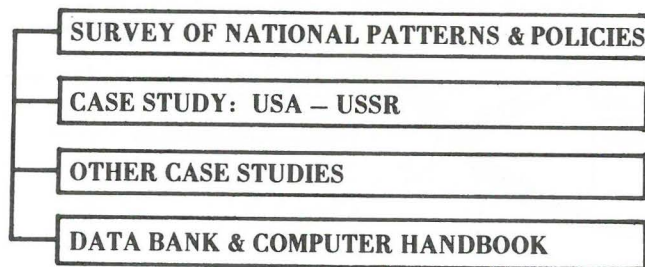 SURVEY OF NATIONAL PATTERNS & POLICIES
CASE STUDY: USA – USSR
OTHER CASE STUDIES
DATA BANK & COMPUTER HANDBOOK